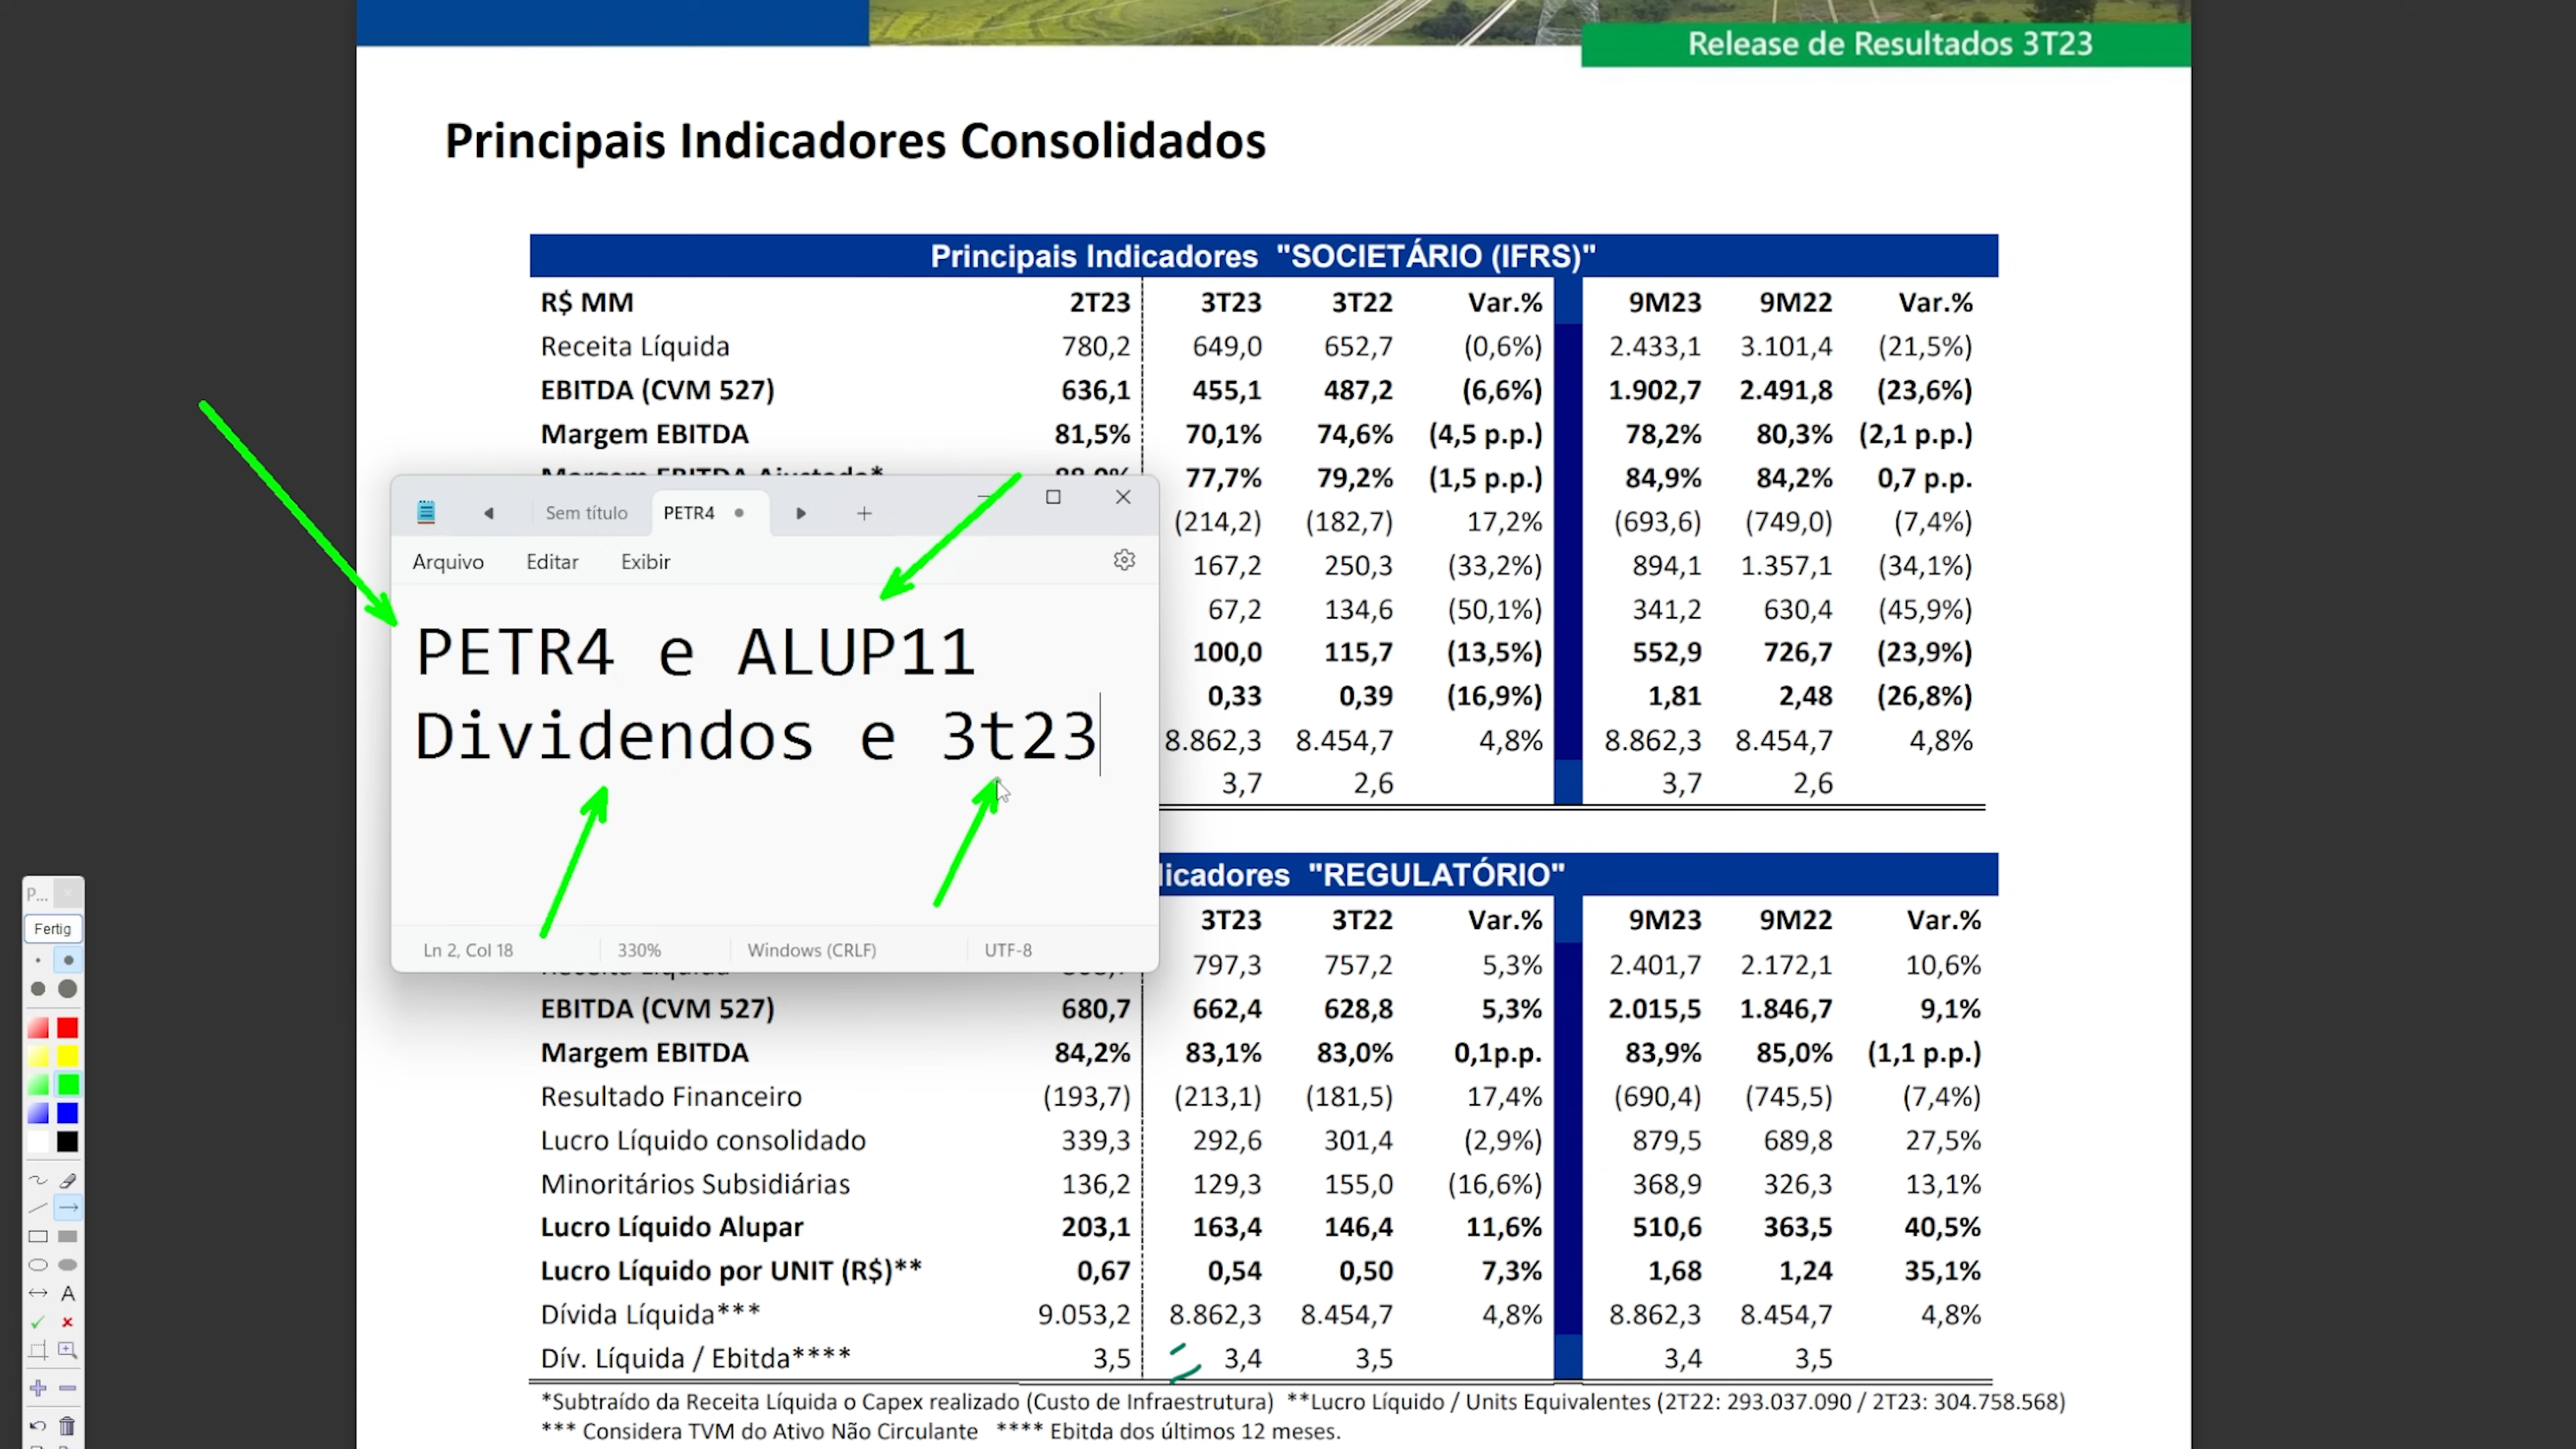 Release de Resultados 3T23
Principais Indicadores Consolidados
Principais Indicadores "SOCIETÁRIO (IFRS)"
R$ MM 2T23 3T23 3T22 Var.% 9M23 9M22 Var.%
Receita Líquida 780,2 649,0 652,7 (0,6%) 2.433,1 3.101,4 (21,5%)
EBITDA (CVM 527) 636,1 455,1 487,2 (6,6%) 1.902,7 2.491,8 (23,6%)
Margem EBITDA 81,5% 70,1% 74,6% (4,5 p.p.) 78,2% 80,3% (2,1 p.p.)
Margem EBITDA Ajustado* 77,7% 79,2% (1,5 p.p.) 84,9% 84,2% 0,7 p.p.
(214,2) (182,7) 17,2% (693,6) (749,0) (7,4%)
167,2 250,3 (33,2%) 894,1 1.357,1 (34,1%)
67,2 134,6 (50,1%) 341,2 630,4 (45,9%)
100,0 115,7 (13,5%) 552,9 726,7 (23,9%)
0,33 0,39 (16,9%) 1,81 2,48 (26,8%)
8.862,3 8.454,7 4,8% 8.862,3 8.454,7 4,8%
3,7 2,6 3,7 2,6
Sem título PETR4
Arquivo Editar Exibir
PETR4 e ALUP11
Dividendos e 3t23
Ln 2, Col 18 330% Windows (CRLF) UTF-8
licadores "REGULATÓRIO"
3T23 3T22 Var.% 9M23 9M22 Var.%
797,3 757,2 5,3% 2.401,7 2.172,1 10,6%
EBITDA (CVM 527) 680,7 662,4 628,8 5,3% 2.015,5 1.846,7 9,1%
Margem EBITDA 84,2% 83,1% 83,0% 0,1p.p. 83,9% 85,0% (1,1 p.p.)
Resultado Financeiro (193,7) (213,1) (181,5) 17,4% (690,4) (745,5) (7,4%)
Lucro Líquido consolidado 339,3 292,6 301,4 (2,9%) 879,5 689,8 27,5%
Minoritários Subsidiárias 136,2 129,3 155,0 (16,6%) 368,9 326,3 13,1%
Lucro Líquido Alupar 203,1 163,4 146,4 11,6% 510,6 363,5 40,5%
Lucro Líquido por UNIT (R$)** 0,67 0,54 0,50 7,3% 1,68 1,24 35,1%
Dívida Líquida*** 9.053,2 8.862,3 8.454,7 4,8% 8.862,3 8.454,7 4,8%
Dív. Líquida / Ebitda**** 3,5 3,4 3,5 3,4 3,5
*Subtraído da Receita Líquida o Capex realizado (Custo de Infraestrutura) **Lucro Líquido / Units Equivalentes (2T22: 293.037.090 / 2T23: 304.758.568)
*** Considera TVM do Ativo Não Circulante **** Ebitda dos últimos 12 meses.
P...
Fertig
A